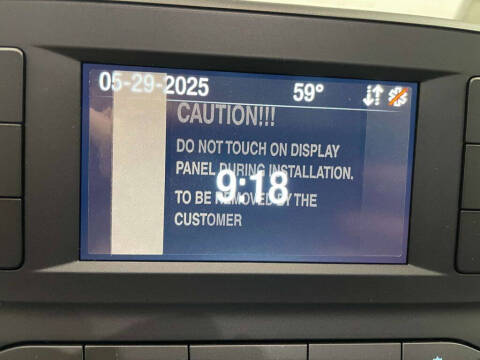 05-29-2025 59°
CAUTION!!!
DO NOT TOUCH ON DISPLAY
PANEL DURING INSTALLATION.
9:18
TO BE REMOVED BY THE
CUSTOMER